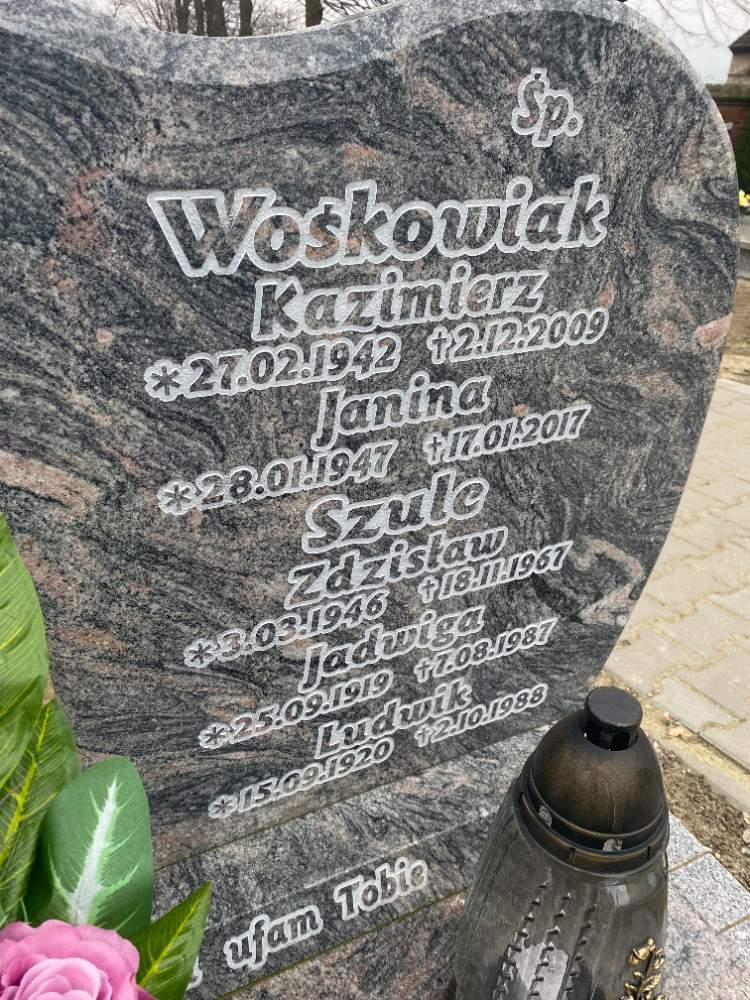 Śp.
Wośkowiak
Kazimierz
*27.02.1942 †2.12.2009
Janina
*28.01.1947 †17.01.2017
Szulc
Zdzisław
*3.03.1946 †18.11.1967
Jadwiga
*25.09.1919 †7.08.1987
Ludwik
*15.09.1920 †2.10.1988
ufam Tobie